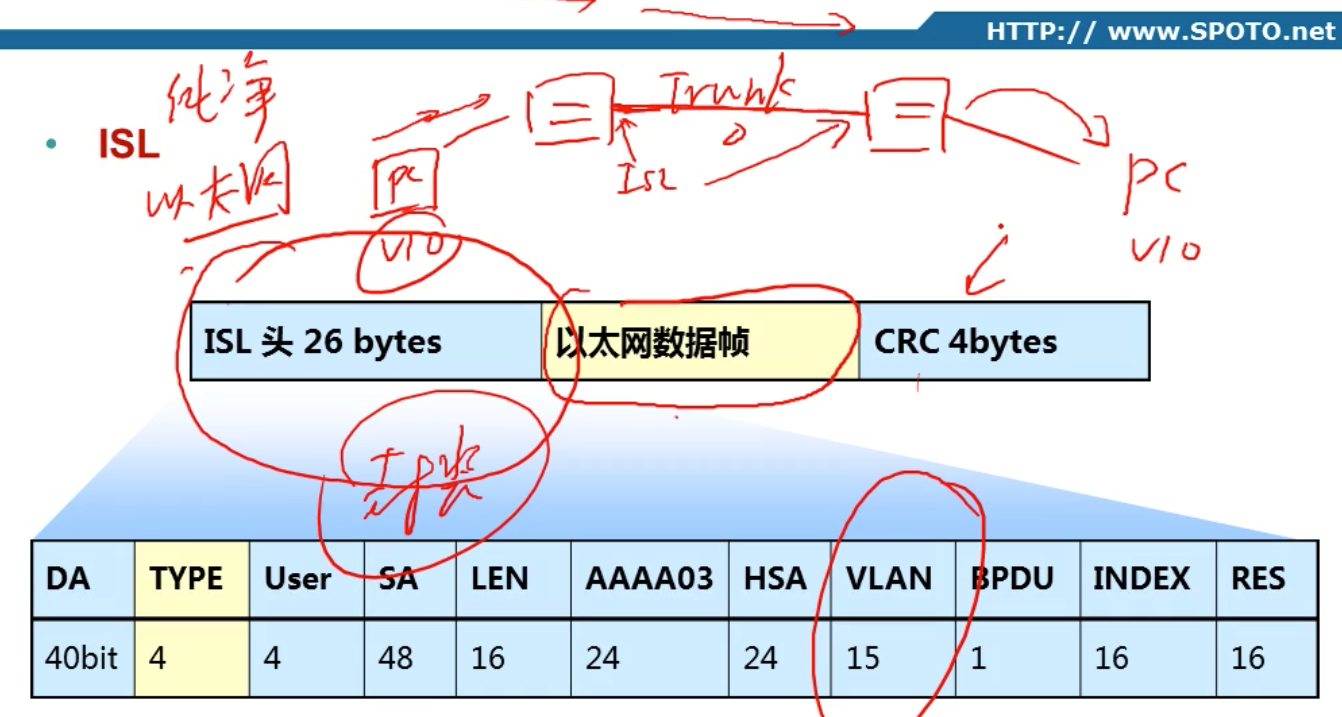 HTTP:// www.SPOTO.net
纯净
ISL
以太网
PC
V10
Trunk
ISL
PC
V10
ISL 头 26 bytes 以太网数据帧 CRC 4bytes
封装
DA TYPE User SA LEN AAAA03 HSA VLAN BPDU INDEX RES
40bit 4 4 48 16 24 24 15 1 16 16